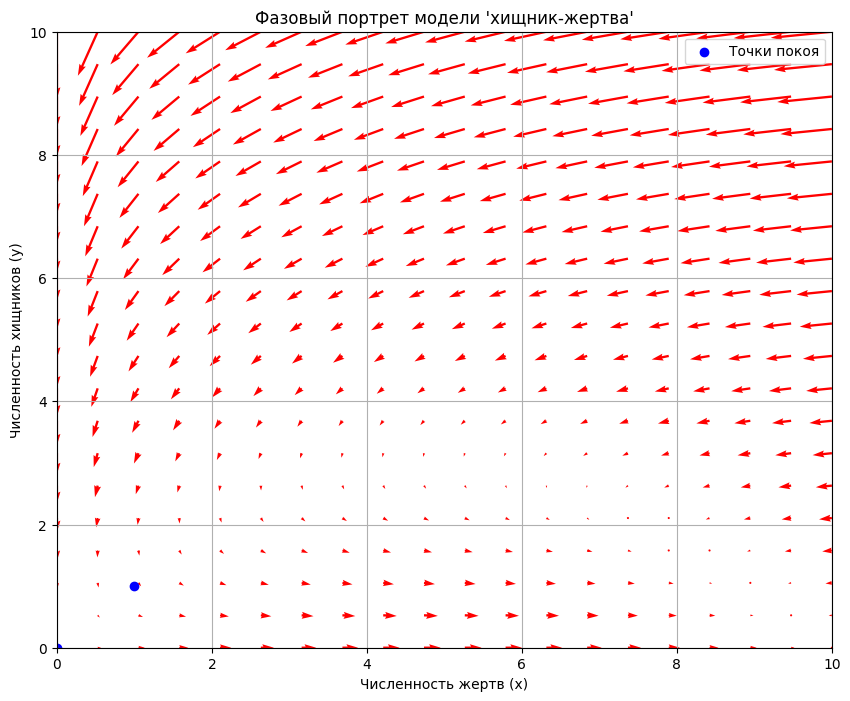 Фазовый портрет модели 'хищник-жертва'
Точки покоя
Численность хищников (y)
10
8
6
4
2
0
0 2 4 6 8 10
Численность жертв (x)